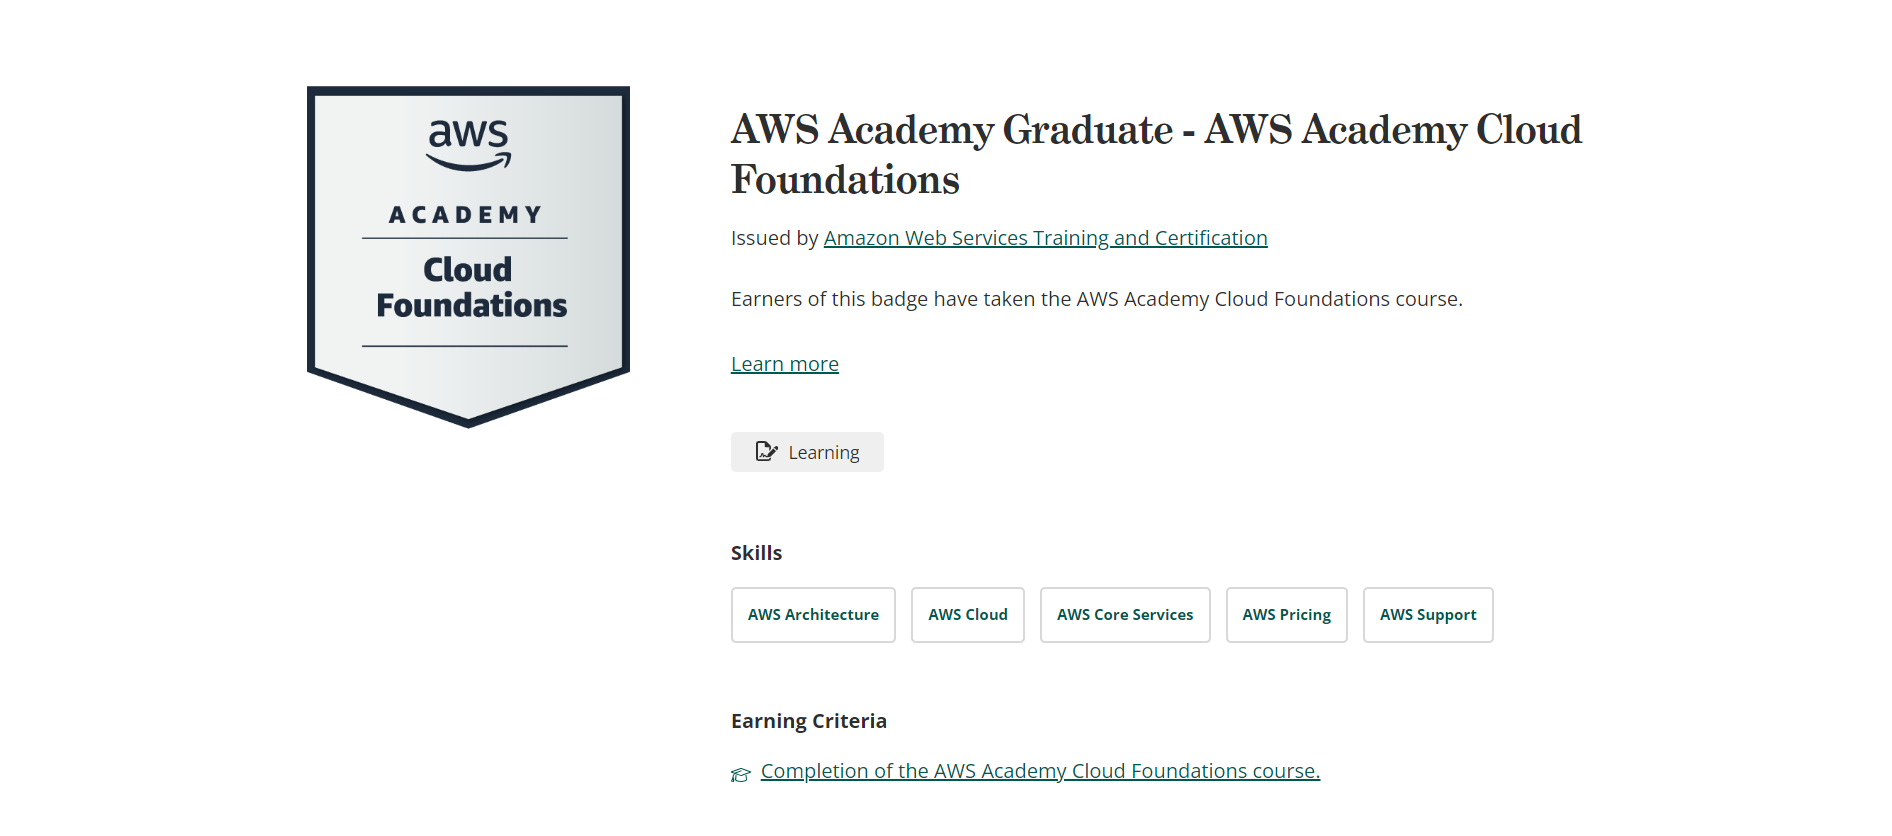 aws
ACADEMY
Cloud
Foundations
AWS Academy Graduate - AWS Academy Cloud
Foundations
Issued by Amazon Web Services Training and Certification
Earners of this badge have taken the AWS Academy Cloud Foundations course.
Learn more
Learning
Skills
AWS Architecture
AWS Cloud
AWS Core Services
AWS Pricing
AWS Support
Earning Criteria
Completion of the AWS Academy Cloud Foundations course.